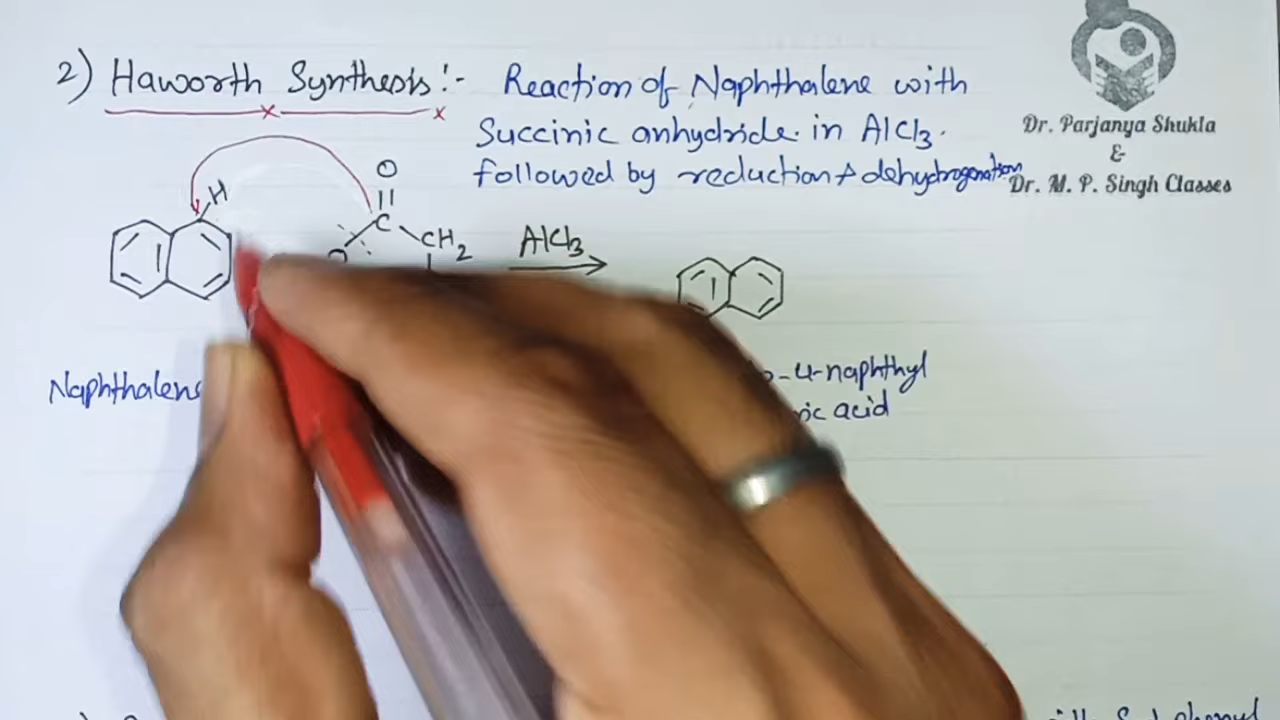 2) Haworth Synthesis:- Reaction of Naphthalene with
Succinic anhydride in AlCl3.
followed by reduction & dehydrogenation
Dr. Parjanya Shukla
&
Dr. M. P. Singh Classes
H
O
C
CH2
O
AlCl3
Naphthalene
-4-naphthyl
acid